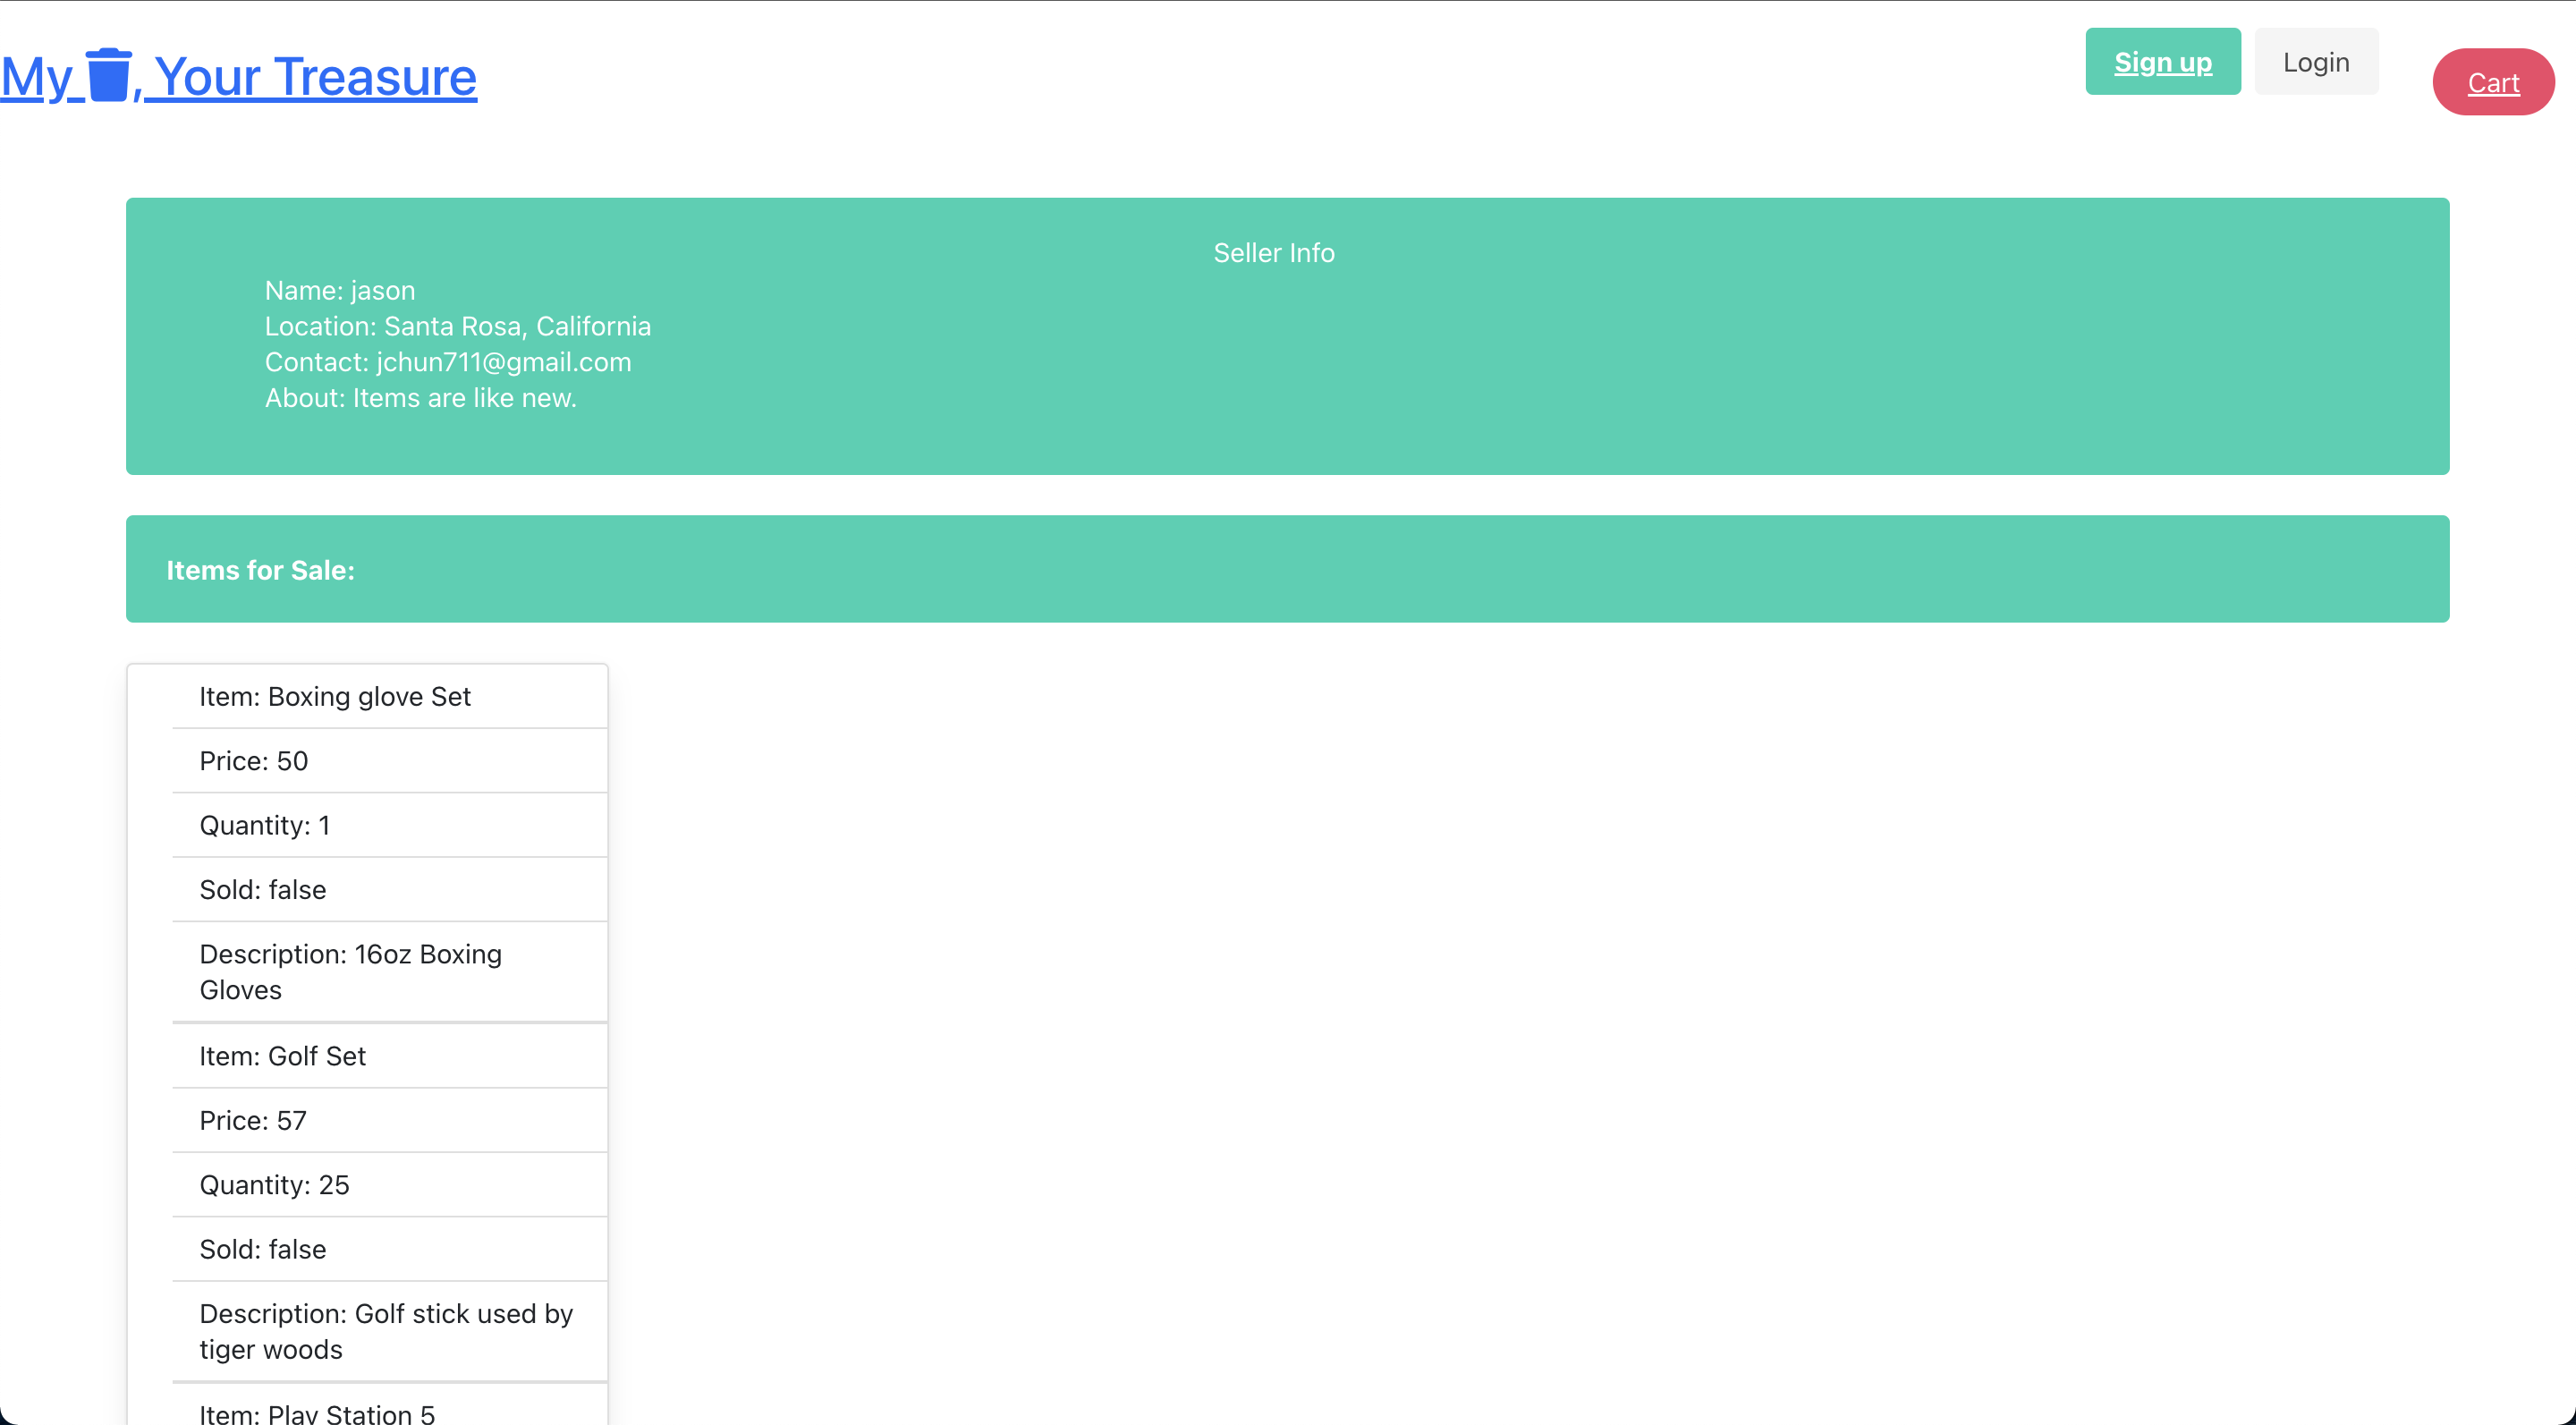 My , Your Treasure
Sign up
Login
Cart
Seller Info
Name: jason
Location: Santa Rosa, California
Contact: jchun711@gmail.com
About: Items are like new.
Items for Sale:
Item: Boxing glove Set
Price: 50
Quantity: 1
Sold: false
Description: 16oz Boxing
Gloves
Item: Golf Set
Price: 57
Quantity: 25
Sold: false
Description: Golf stick used by
tiger woods
Item: Play Station 5